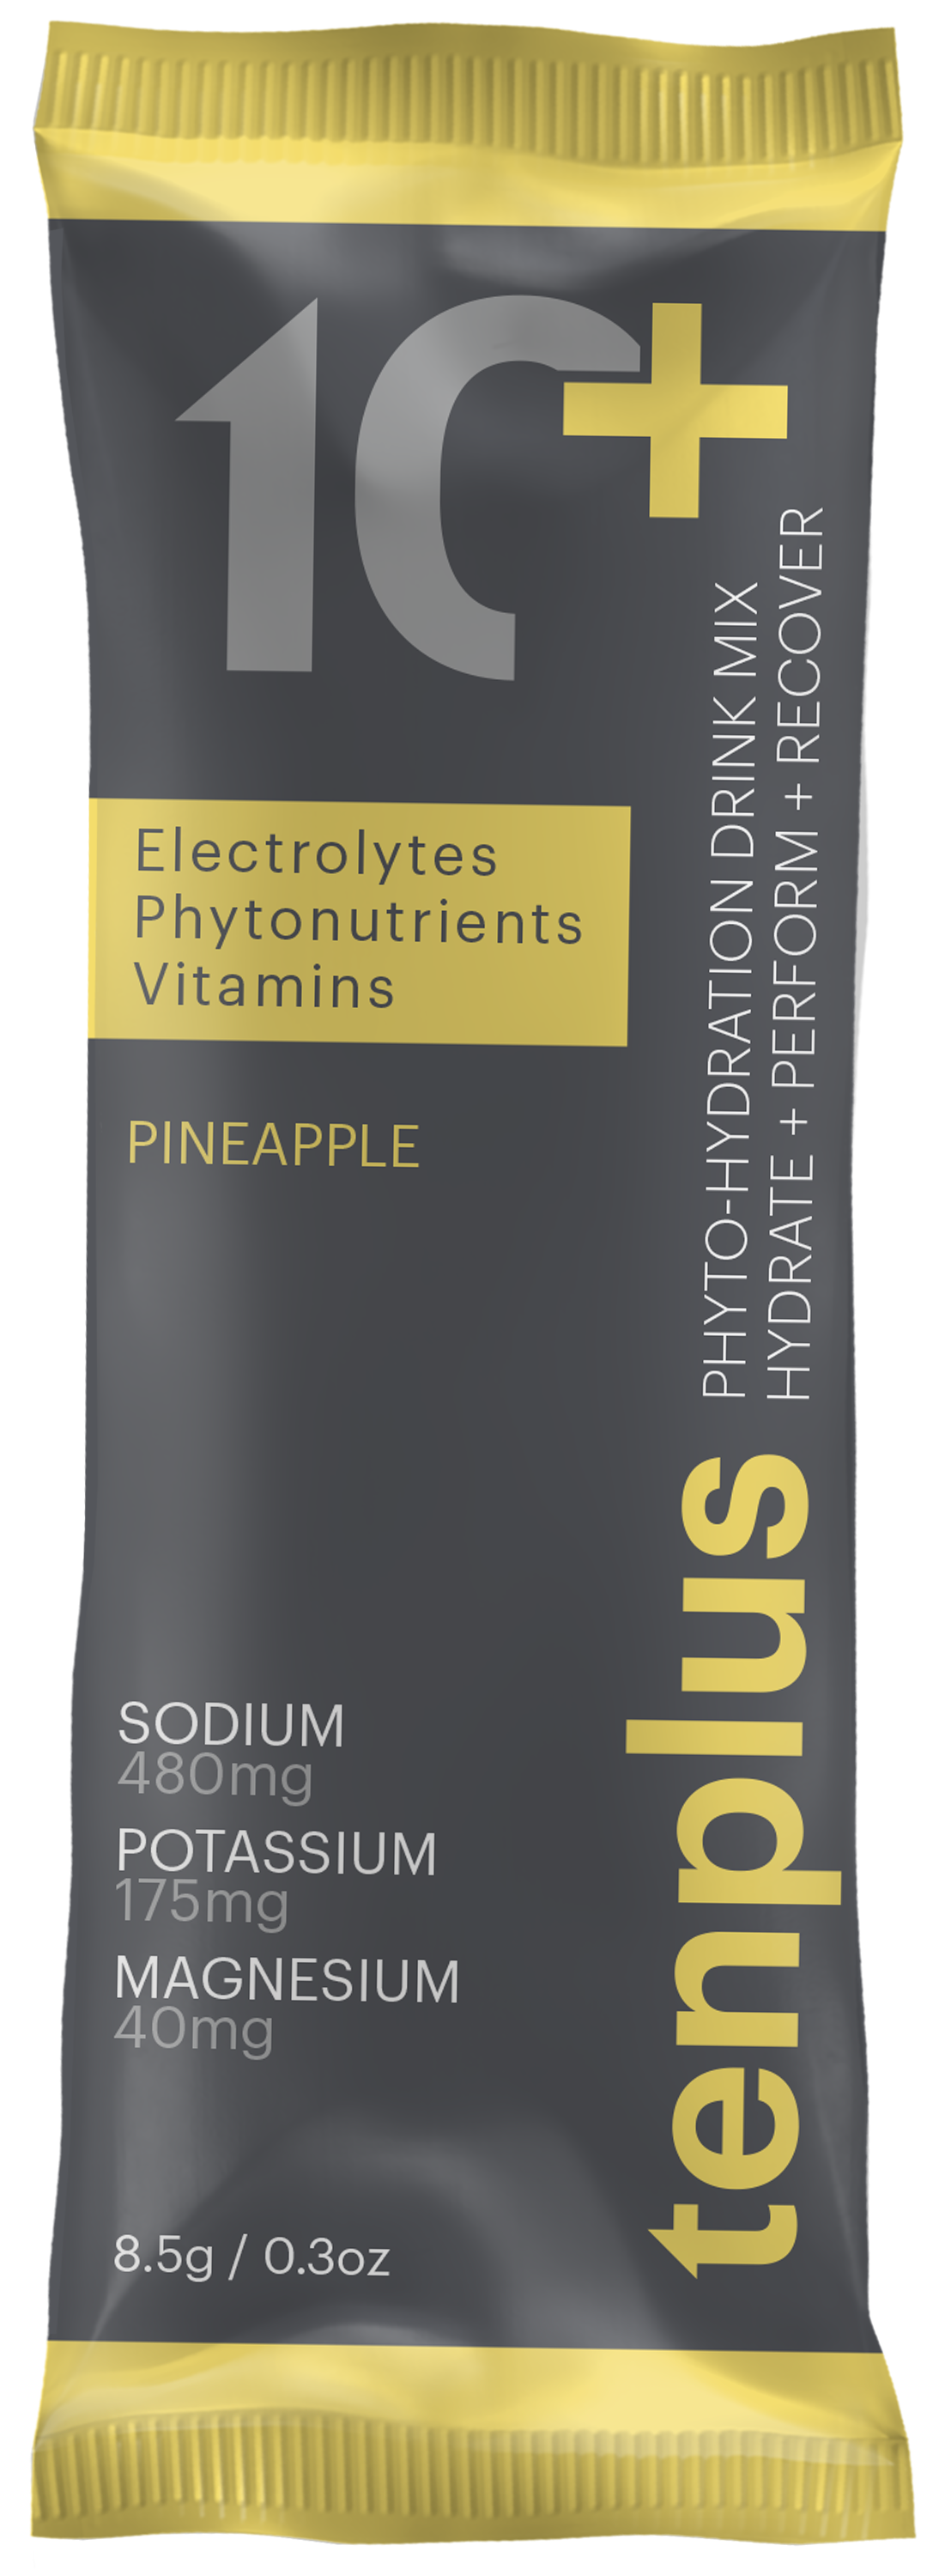 10+
Electrolytes
Phytonutrients
Vitamins
PINEAPPLE
PHYTO-HYDRATION DRINK MIX
HYDRATE + PERFORM + RECOVER
tenplus
SODIUM
480mg
POTASSIUM
175mg
MAGNESIUM
40mg
8.5g / 0.3oz